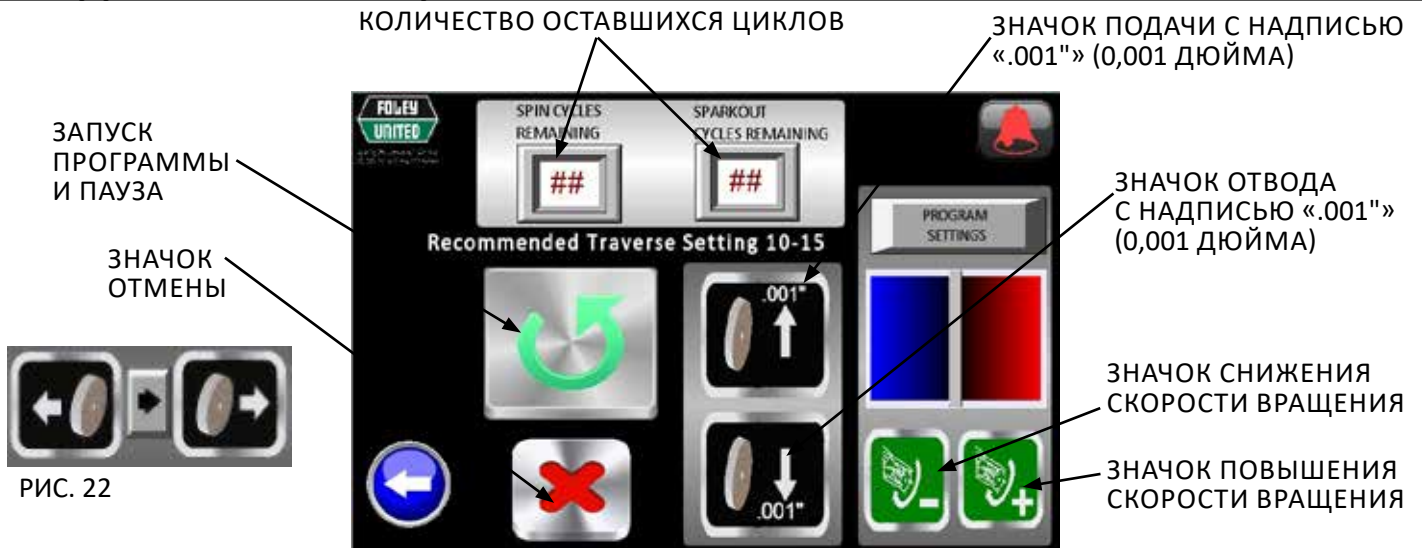 КОЛИЧЕСТВО ОСТАВШИХСЯ ЦИКЛОВ
ЗНАЧОК ПОДАЧИ С НАДПИСЬЮ
«.001"» (0,001 ДЮЙМА)
ЗАПУСК
ПРОГРАММЫ
И ПАУЗА
ЗНАЧОК
ОТМЕНЫ
РИС. 22
FOLEY
UNITED
SPIN CYCLES
REMAINING
##
SPARKOUT
CYCLES REMAINING
##
Recommended Traverse Setting 10-15
.001"
.001"
PROGRAM
SETTINGS
ЗНАЧОК ОТВОДА
С НАДПИСЬЮ «.001"»
(0,001 ДЮЙМА)
ЗНАЧОК СНИЖЕНИЯ
СКОРОСТИ ВРАЩЕНИЯ
ЗНАЧОК ПОВЫШЕНИЯ
СКОРОСТИ ВРАЩЕНИЯ